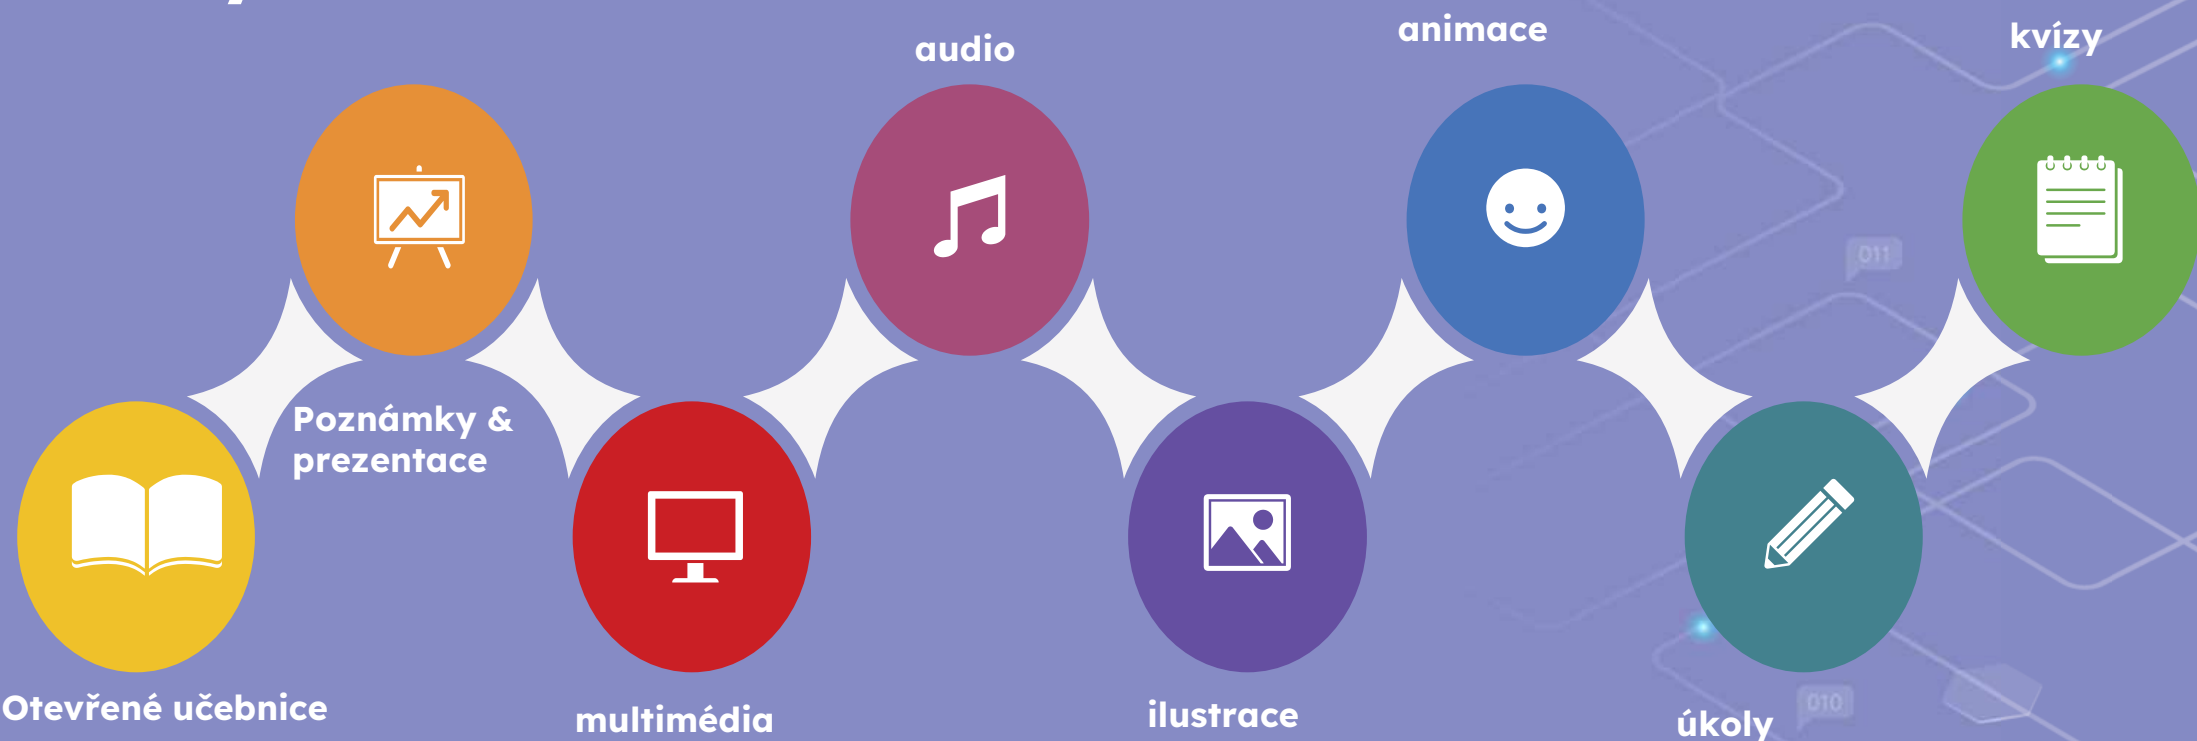 audio
animace
kvízy
Poznámky &
prezentace
Otevřené učebnice
multimédia
ilustrace
úkoly
011
010